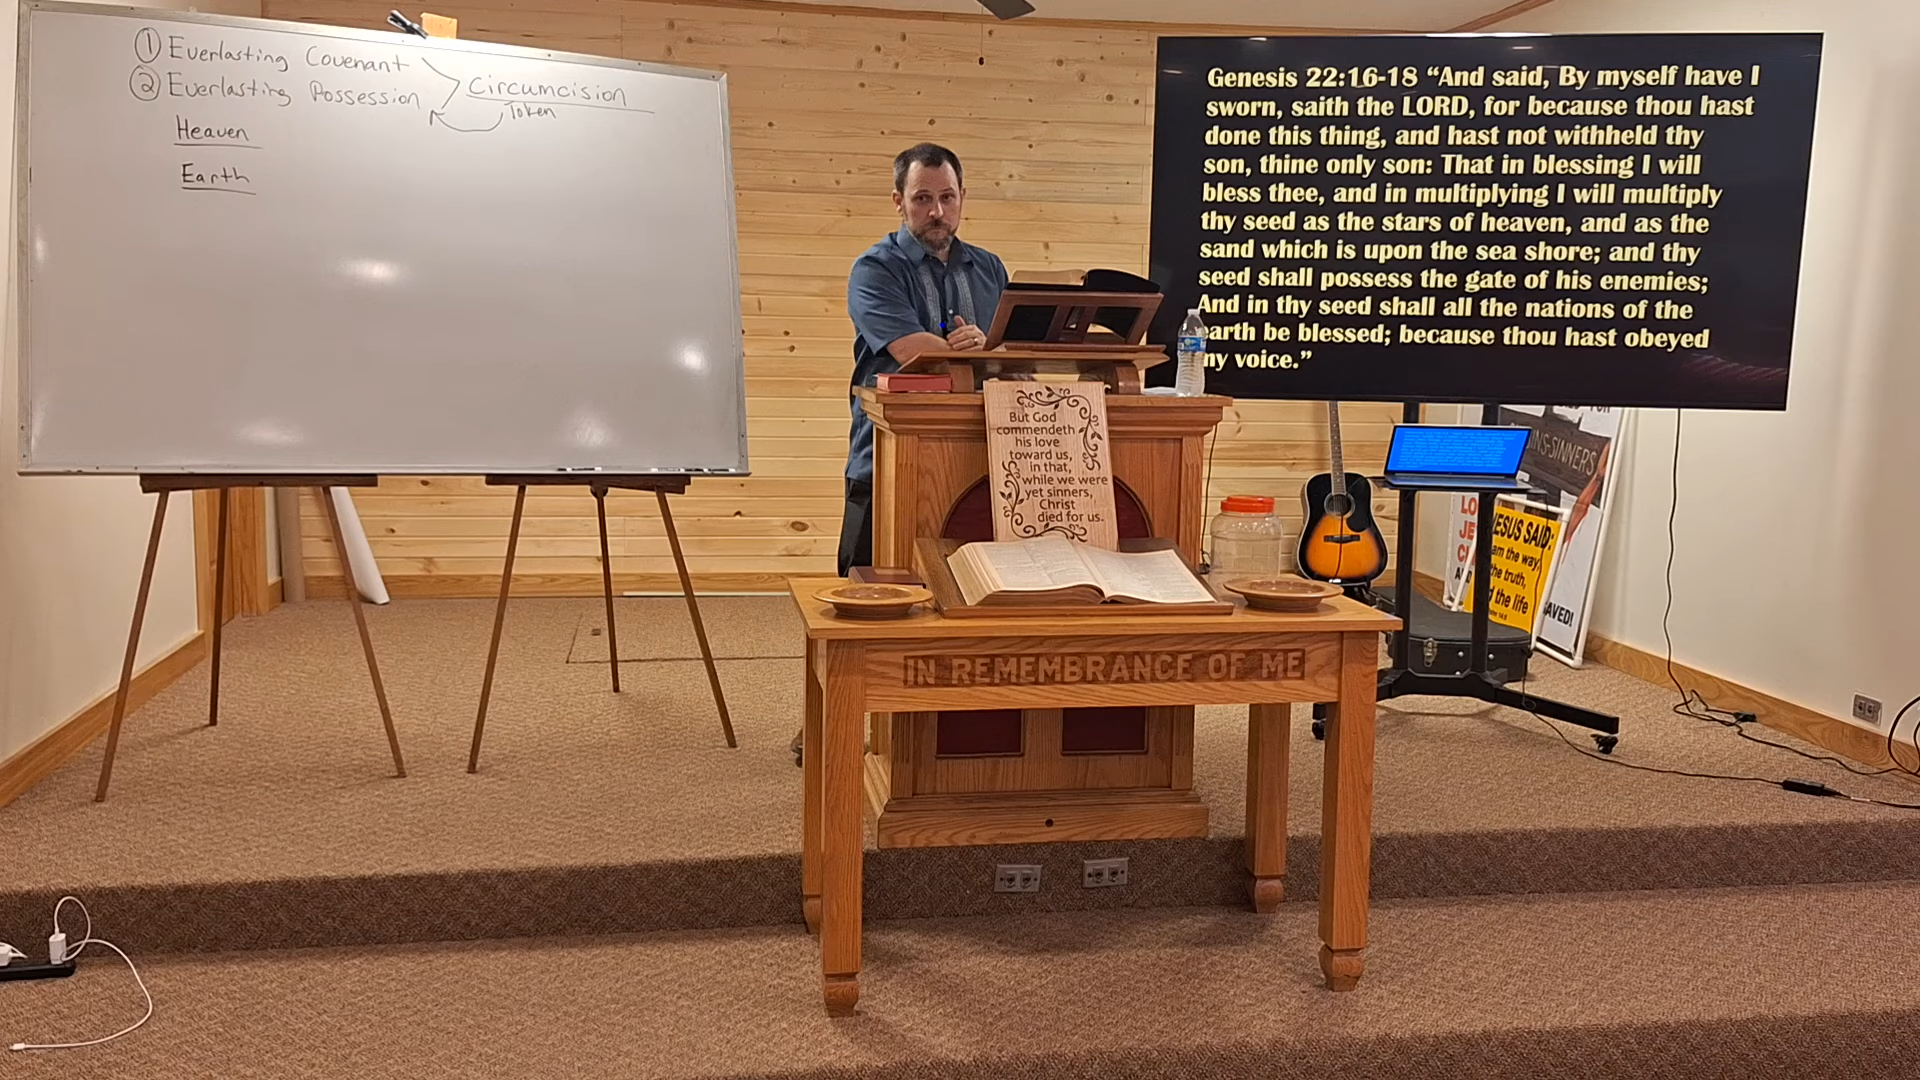 ① Everlasting Covenant
② Everlasting Possession
Circumcision
Token
Heaven
Earth
Genesis 22:16-18 “And said, By myself have I
sworn, saith the LORD, for because thou hast
done this thing, and hast not withheld thy
son, thine only son: That in blessing I will
bless thee, and in multiplying I will multiply
thy seed as the stars of heaven, and as the
sand which is upon the sea shore; and thy
seed shall possess the gate of his enemies;
And in thy seed shall all the nations of the
earth be blessed; because thou hast obeyed
my voice.”
But God
commendeth
his love
toward us,
in that,
while we were
yet sinners,
Christ
died for us.
IN REMEMBRANCE OF ME
SINNERS
JESUS SAID:
am the way,
the truth,
the life